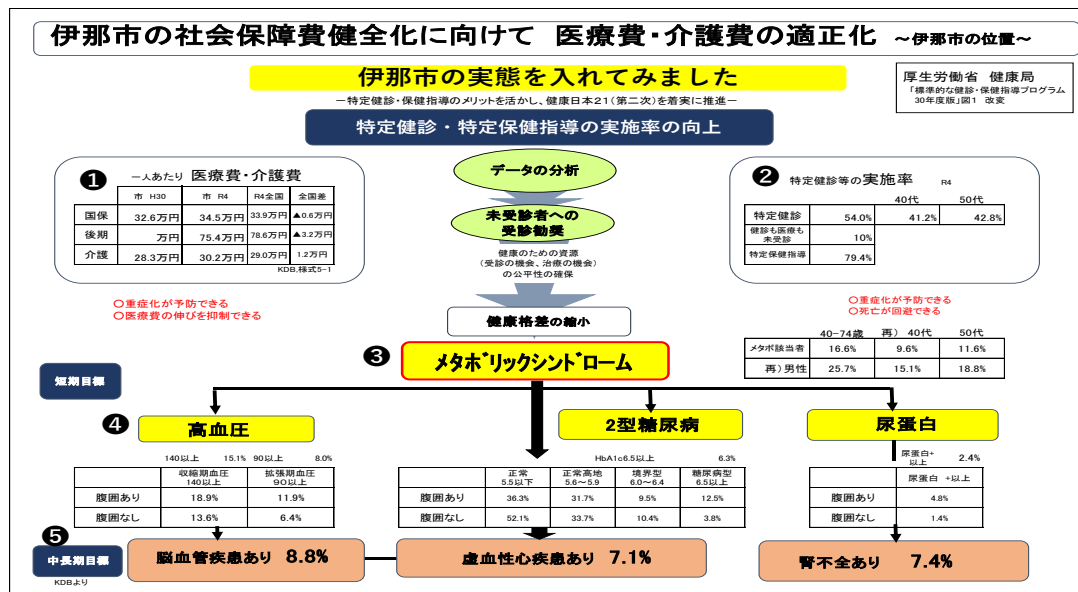 伊那市の社会保障費健全化に向けて 医療費・介護費の適正化 ~伊那市の位置~
伊那市の実態を入れてみました
－特定健診・保健指導のメリットを活かし、健康日本21(第二次)を着実に推進－
厚生労働省 健康局
「標準的な健診・保健指導プログラム
30年度版」図1 改変
特定健診・特定保健指導の実施率の向上
❶ 一人あたり 医療費・介護費
市 H30 市 R4 R4全国 全国差
国保 32.6万円 34.5万円 33.9万円 ▲0.6万円
後期 万円 75.4万円 78.6万円 ▲3.2万円
介護 28.3万円 30.2万円 29.0万円 1.2万円
KDB,様式5-1
〇重症化が予防できる
〇医療費の伸びを抑制できる
データの分析
未受診者への
受診勧奨
健康のための資源
(受診の機会、治療の機会)
の公平性の確保
健康格差の縮小
❷ 特定健診等の実施率 R4
40代 50代
特定健診 54.0% 41.2% 42.8%
健診も医療も
未受診 10%
特定保健指導 79.4%
〇重症化が予防できる
〇死亡が回避できる
40-74歳 再) 40代 50代
メタボ該当者 16.6% 9.6% 11.6%
再)男性 25.7% 15.1% 18.8%
❸ メタボリックシンドローム
短期目標
❹ 高血圧
140以上 15.1% 90以上 8.0%
収縮期血圧
140以上
拡張期血圧
90以上
腹囲あり 18.9% 11.9%
腹囲なし 13.6% 6.4%
2型糖尿病
HbA1c6.5以上 6.3%
正常
5.5以下
正常高地
5.6~5.9
境界型
6.0~6.4
糖尿病型
6.5以上
腹囲あり 36.3% 31.7% 9.5% 12.5%
腹囲なし 52.1% 33.7% 10.4% 3.8%
尿蛋白
尿蛋白+
以上 2.4%
尿蛋白 +以上
腹囲あり 4.8%
腹囲なし 1.4%
❺
中長期目標
KDBより
脳血管疾患あり 8.8%
虚血性心疾患あり 7.1%
腎不全あり 7.4%